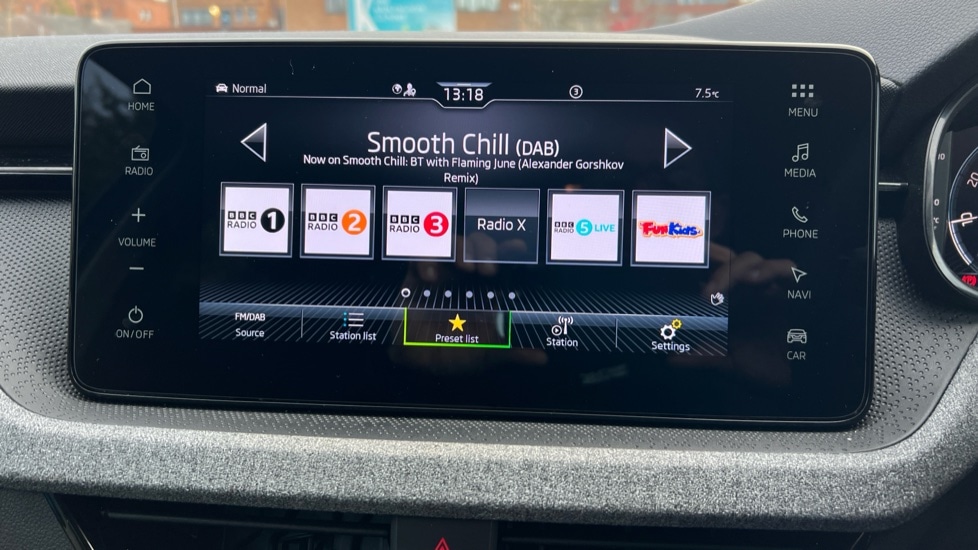 Normal
13:18
3
7.5°c
Smooth Chill (DAB)
Now on Smooth Chill: BT with Flaming June (Alexander Gorshkov
Remix)
BBC
RADIO 1
BBC
RADIO 2
BBC
RADIO 3
Radio X
BBC
RADIO 5 LIVE
FunKids
FM/DAB
Source
Station list
Preset list
Station
Settings
HOME
RADIO
+
VOLUME
−
ON/OFF
MENU
MEDIA
PHONE
NAVI
CAR